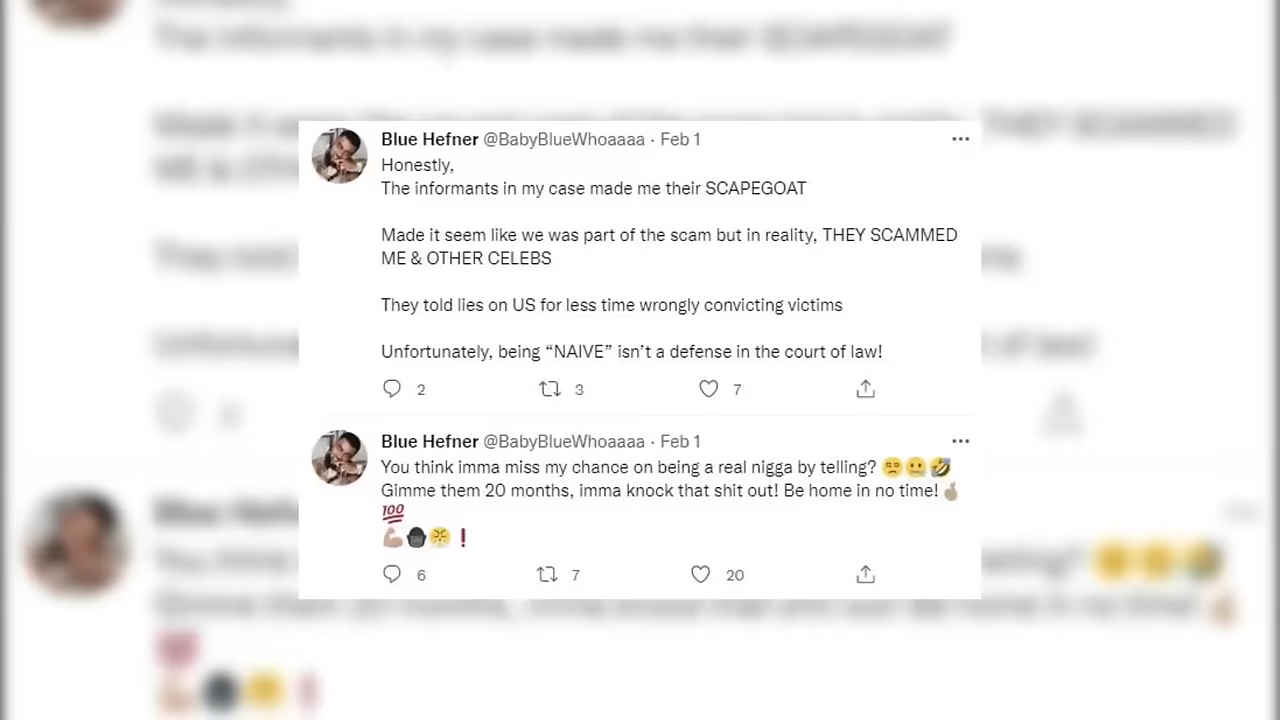 Blue Hefner @BabyBlueWhoaaaa · Feb 1
Honestly,
The informants in my case made me their SCAPEGOAT
Made it seem like we was part of the scam but in reality, THEY SCAMMED
ME & OTHER CELEBS
They told lies on US for less time wrongly convicting victims
Unfortunately, being “NAIVE” isn’t a defense in the court of law!
2 3 7
Blue Hefner @BabyBlueWhoaaaa · Feb 1
You think imma miss my chance on being a real nigga by telling? 😒🤐🤣
Gimme them 20 months, imma knock that shit out! Be home in no time!🤞🏼
💯
💪🏼🥷🏿😤❗
6 7 20